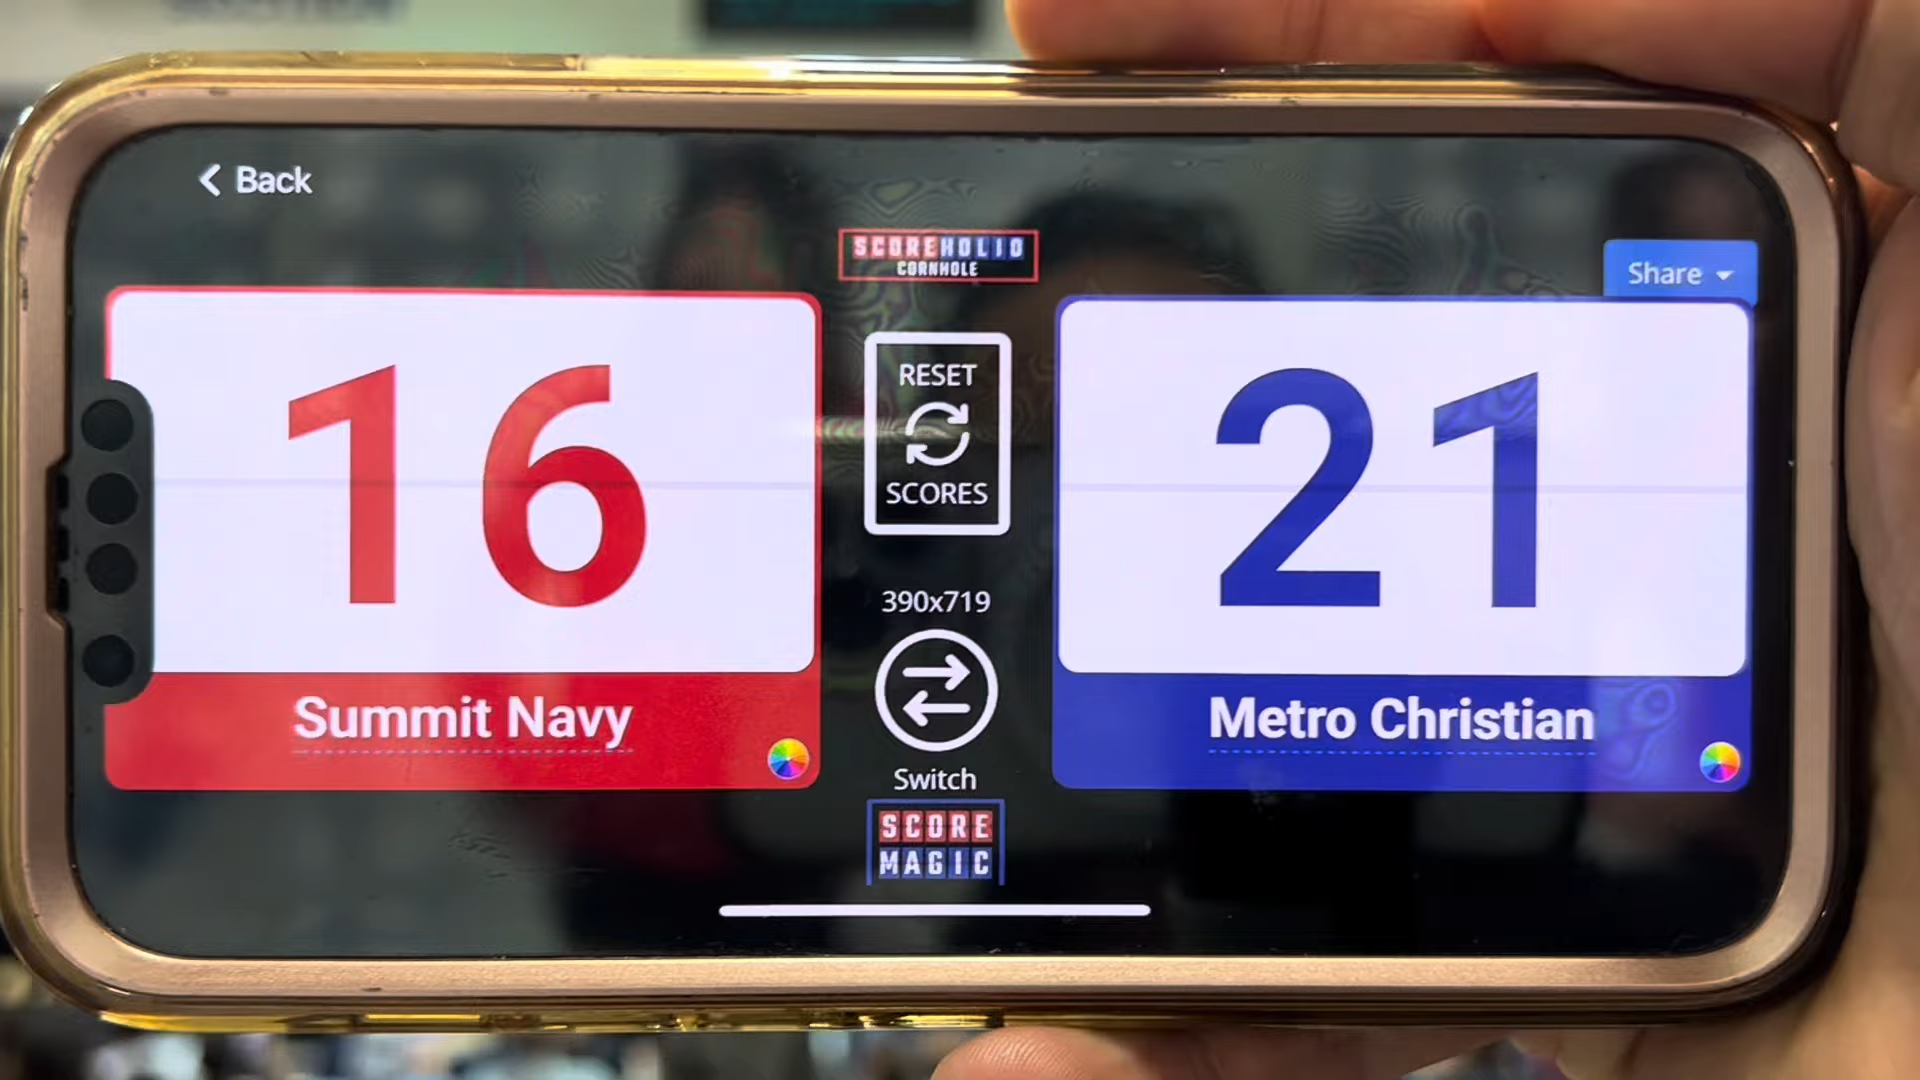 Back
SCOREHOLIO
CORNHOLE
Share
16
RESET
SCORES
21
390x719
Summit Navy
Switch
Metro Christian
SCORE
MAGIC